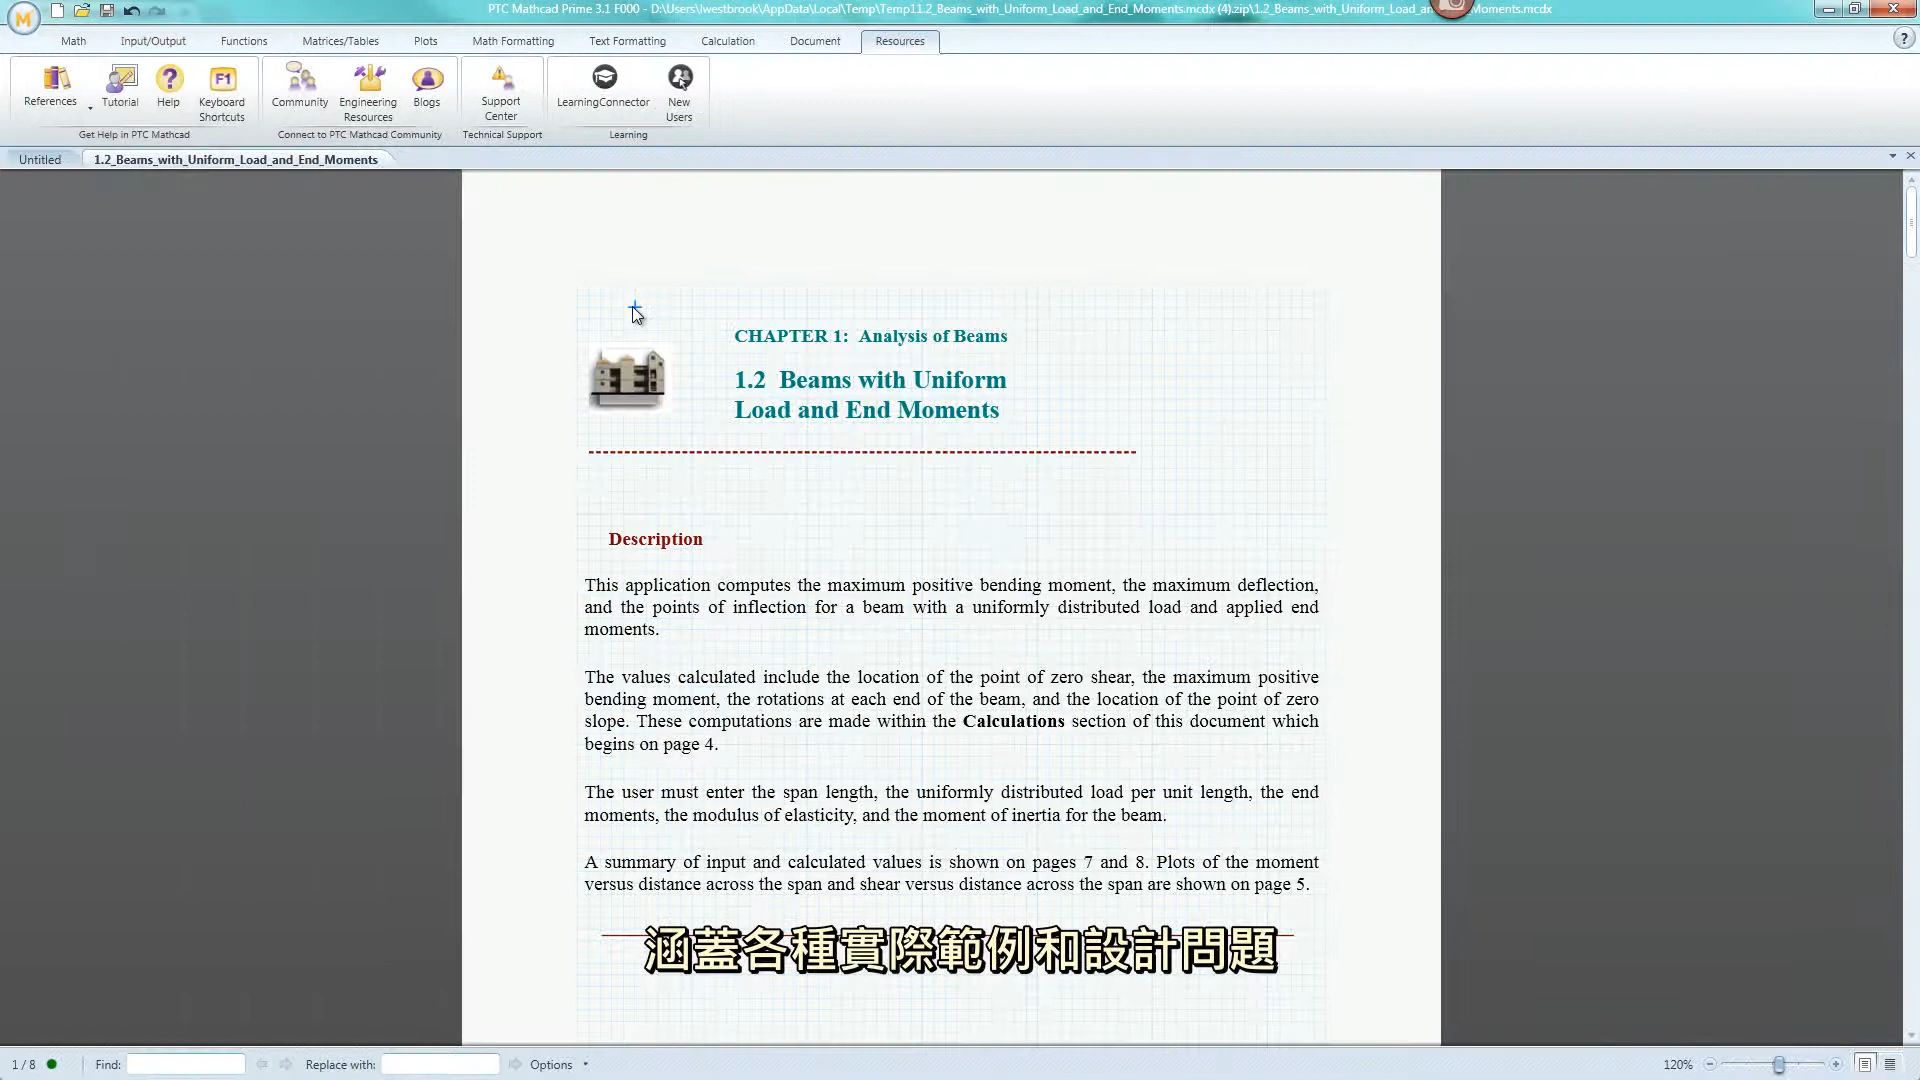 PTC Mathcad Prime 3.1 F000 - D:\Users\lwestbrook\AppData\Local\Temp\Temp11.2_Beams_with_Uniform_Load_and_End_Moments.mcdx (4).zip\1.2_Beams_with_Uniform_Load_an Moments.mcdx
Math Input/Output Functions Matrices/Tables Plots Math Formatting Text Formatting Calculation Document Resources
References Tutorial Help Keyboard Shortcuts Community Engineering Resources Blogs Support Center LearningConnector New Users
Get Help in PTC Mathcad Connect to PTC Mathcad Community Technical Support Learning
Untitled 1.2_Beams_with_Uniform_Load_and_End_Moments
CHAPTER 1: Analysis of Beams
1.2 Beams with Uniform
Load and End Moments
Description
This application computes the maximum positive bending moment, the maximum deflection,
and the points of inflection for a beam with a uniformly distributed load and applied end
moments.
The values calculated include the location of the point of zero shear, the maximum positive
bending moment, the rotations at each end of the beam, and the location of the point of zero
slope. These computations are made within the Calculations section of this document which
begins on page 4.
The user must enter the span length, the uniformly distributed load per unit length, the end
moments, the modulus of elasticity, and the moment of inertia for the beam.
A summary of input and calculated values is shown on pages 7 and 8. Plots of the moment
versus distance across the span and shear versus distance across the span are shown on page 5.
涵蓋各種實際範例和設計問題
1 / 8 Find: Replace with: Options 120%